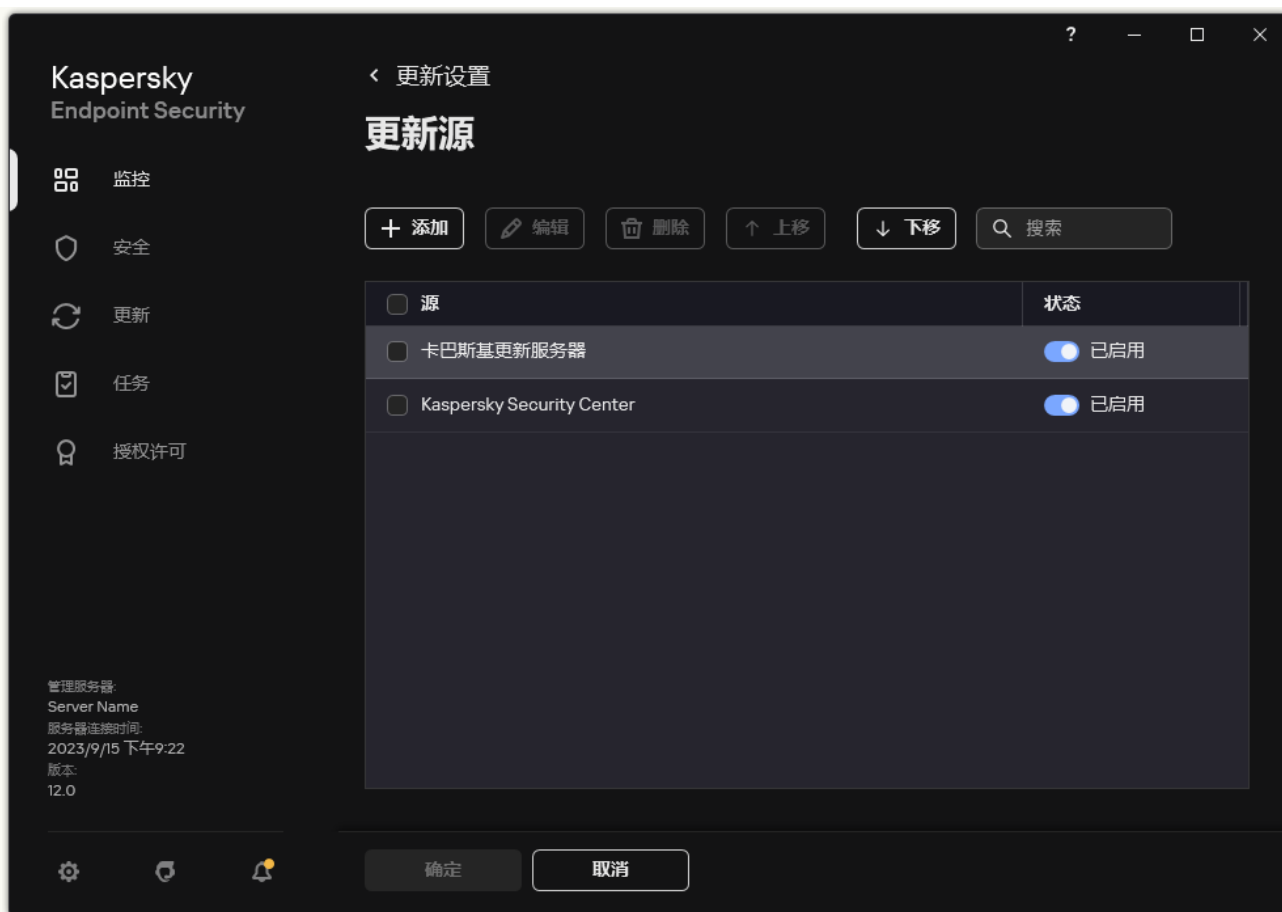 ?
Kaspersky
Endpoint Security
更新设置
更新源
监控
安全
更新
任务
授权许可
添加 编辑 删除 上移 下移 搜索
源 状态
卡巴斯基更新服务器 已启用
Kaspersky Security Center 已启用
管理服务器:
Server Name
服务器连接时间:
2023/9/15 下午9:22
版本:
12.0
确定 取消